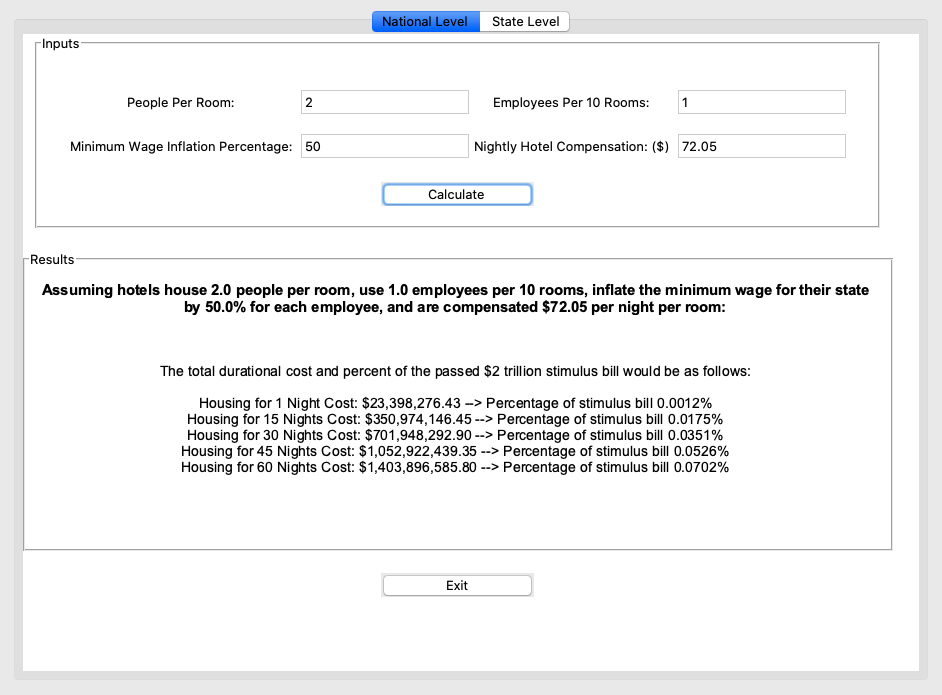 National Level State Level
Inputs
People Per Room: 2 Employees Per 10 Rooms: 1
Minimum Wage Inflation Percentage: 50 Nightly Hotel Compensation: ($) 72.05
Calculate
Results
Assuming hotels house 2.0 people per room, use 1.0 employees per 10 rooms, inflate the minimum wage for their state
by 50.0% for each employee, and are compensated $72.05 per night per room:
The total durational cost and percent of the passed $2 trillion stimulus bill would be as follows:
Housing for 1 Night Cost: $23,398,276.43 --> Percentage of stimulus bill 0.0012%
Housing for 15 Nights Cost: $350,974,146.45 --> Percentage of stimulus bill 0.0175%
Housing for 30 Nights Cost: $701,948,292.90 --> Percentage of stimulus bill 0.0351%
Housing for 45 Nights Cost: $1,052,922,439.35 --> Percentage of stimulus bill 0.0526%
Housing for 60 Nights Cost: $1,403,896,585.80 --> Percentage of stimulus bill 0.0702%
Exit